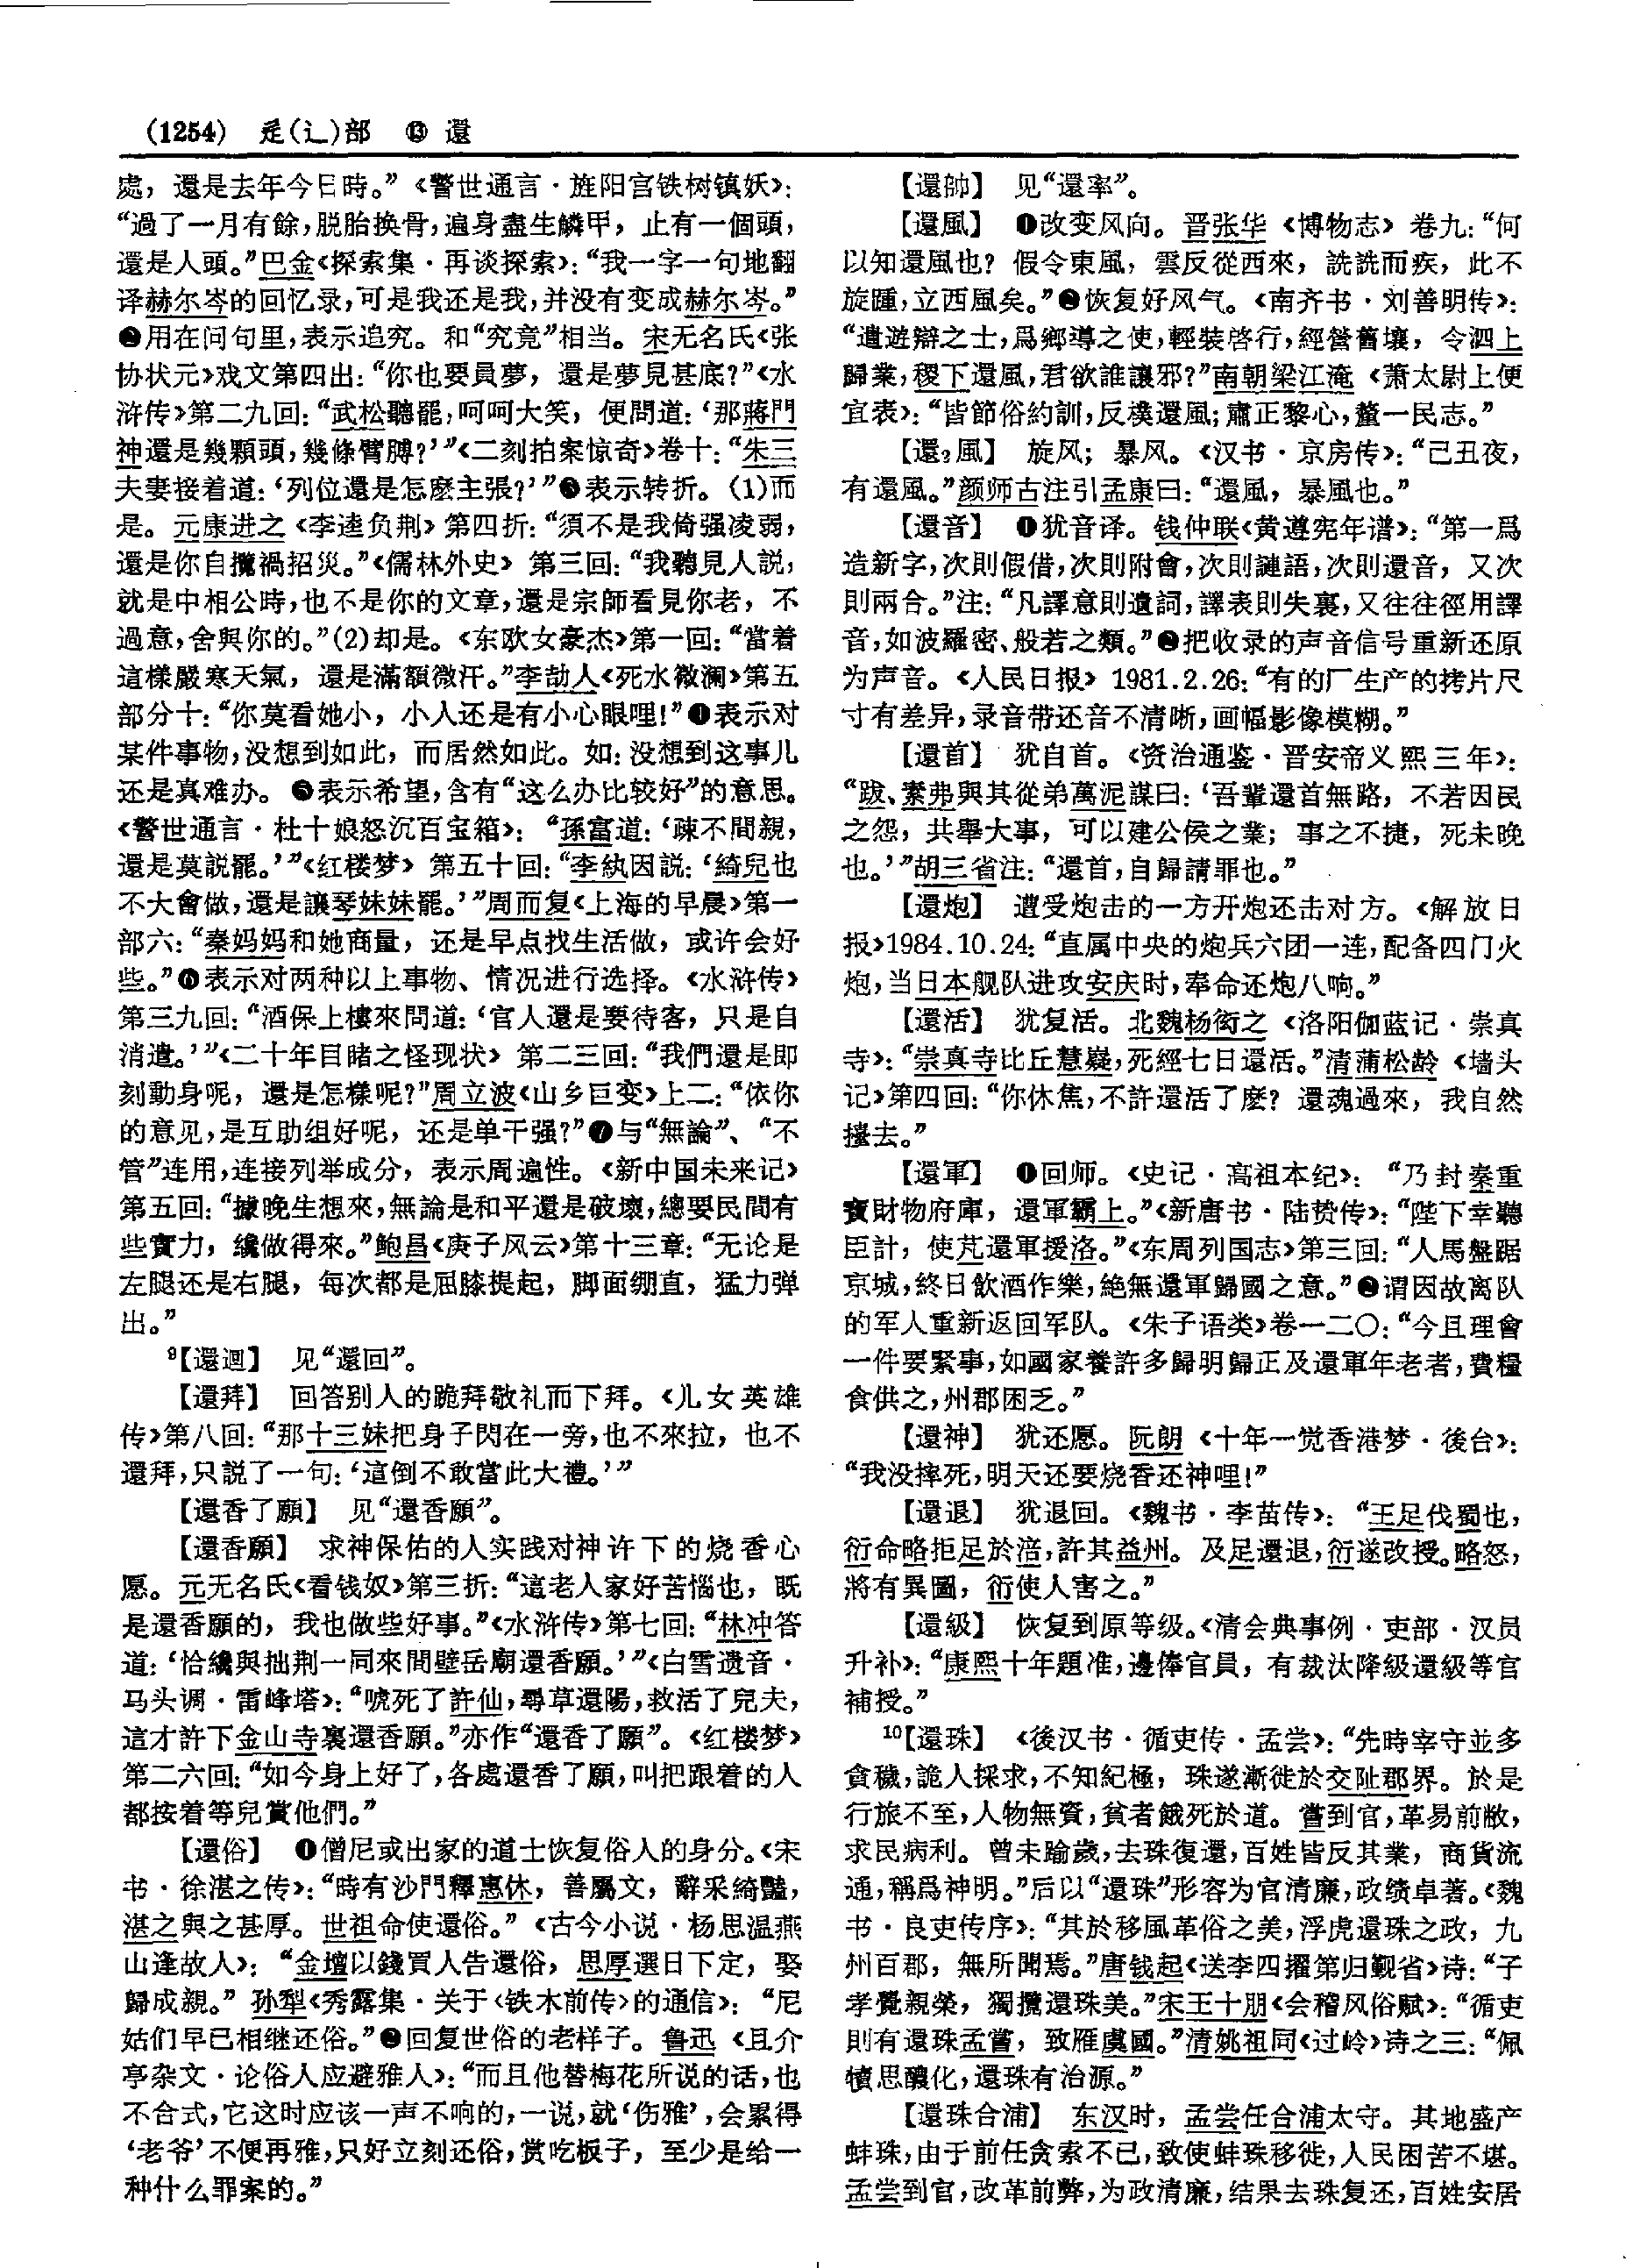 (1254) 辵(辶)部 ⓭ 還
處，還是去年今日時。”《警世通言·旌阳宫铁树镇妖》：
“過了一月有餘，脱胎换骨，遍身盡生鱗甲，止有一個頭，
還是人頭。”巴金《探索集·再谈探索》：“我一字一句地翻
译赫尔岑的回忆录，可是我还是我，并没有变成赫尔岑。”
❷用在问句里，表示追究。和“究竟”相当。宋无名氏《张
协状元》戏文第四出：“你也要員夢，還是夢見甚底？”《水
浒传》第二九回：“武松聽罷，呵呵大笑，便問道：‘那蔣門
神還是幾顆頭，幾條臂膊？’”《二刻拍案惊奇》卷十：“朱三
夫妻接着道：‘列位還是怎麽主張？’”❸表示转折。(1)而
是。元康进之《李逵负荆》第四折：“須不是我倚强凌弱，
還是你自攬禍招災。”《儒林外史》第三回：“我聽見人説，
就是中相公時，也不是你的文章，還是宗師看見你老，不
過意，舍與你的。”(2)却是。《东欧女豪杰》第一回：“當着
這樣嚴寒天氣，還是滿額微汗。”李劼人《死水微澜》第五
部分十：“你莫看她小，小人还是有小心眼哩！”❹表示对
某件事物，没想到如此，而居然如此。如：没想到这事儿
还是真难办。❺表示希望，含有“这么办比较好”的意思。
《警世通言·杜十娘怒沉百宝箱》：“孫富道：‘疎不間親，
還是莫説罷。’”《红楼梦》第五十回：“李紈因説：‘綺兒也
不大會做，還是讓琴妹妹罷。’”周而复《上海的早晨》第一
部六：“秦妈妈和她商量，还是早点找生活做，或许会好
些。”❻表示对两种以上事物、情况进行选择。《水浒传》
第三九回：“酒保上樓來問道：‘官人還是要待客，只是自
消遣。’”《二十年目睹之怪现状》第二三回：“我們還是即
刻動身呢，還是怎樣呢？”周立波《山乡巨变》上二：“依你
的意见，是互助组好呢，还是单干强？”❼与“無論”、“不
管”连用，连接列举成分，表示周遍性。《新中国未来记》
第五回：“據晚生想來，無論是和平還是破壞，總要民間有
些實力，纔做得來。”鲍昌《庚子风云》第十三章：“无论是
左腿还是右腿，每次都是屈膝提起，脚面绷直，猛力弹
出。”
9【還迴】 见“還回”。
【還拜】 回答别人的跪拜敬礼而下拜。《儿女英雄
传》第八回：“那十三妹把身子閃在一旁，也不來拉，也不
還拜，只説了一句：‘這倒不敢當此大禮。’”
【還香了願】 见“還香願”。
【還香願】 求神保佑的人实践对神许下的烧香心
愿。元无名氏《看钱奴》第三折：“這老人家好苦惱也，既
是還香願的，我也做些好事。”《水浒传》第七回：“林冲答
道：‘恰纔與拙荆一同來間壁岳廟還香願。’”《白雪遗音·
马头调·雷峰塔》：“唬死了許仙，尋草還陽，救活了兒夫，
這才許下金山寺裏還香願。”亦作“還香了願”。《红楼梦》
第二六回：“如今身上好了，各處還香了願，叫把跟着的人
都按着等兒賞他們。”
【還俗】 ❶僧尼或出家的道士恢复俗人的身分。《宋
书·徐湛之传》：“時有沙門釋惠休，善屬文，辭采綺豔，
湛之與之甚厚。世祖命使還俗。”《古今小说·杨思温燕
山逢故人》：“金壇以錢買人告還俗，思厚選日下定，娶
歸成親。”孙犁《秀露集·关于〈铁木前传〉的通信》：“尼
姑们早已相继还俗。”❷回复世俗的老样子。鲁迅《且介
亭杂文·论俗人应避雅人》：“而且他替梅花所说的话，也
不合式，它这时应该一声不响的，一说，就‘伤雅’，会累得
‘老爷’不便再雅，只好立刻还俗，赏吃板子，至少是给一
种什么罪案的。”
【還帥】 见“還率”。
【還風】 ❶改变风向。晋张华《博物志》卷九：“何
以知還風也？假令東風，雲反從西來，詵詵而疾，此不
旋踵，立西風矣。”❷恢复好风气。《南齐书·刘善明传》：
“遣遊辯之士，爲鄉導之使，輕裝啓行，經營舊壤，令泗上
歸業，稷下還風，君欲誰讓邪？”南朝梁江淹《萧太尉上便
宜表》：“皆節俗約訓，反樸還風；肅正黎心，釐一民志。”
【還₃風】 旋风；暴风。《汉书·京房传》：“己丑夜，
有還風。”颜师古注引孟康曰：“還風，暴風也。”
【還音】 ❶犹音译。钱仲联《黄遵宪年谱》：“第一爲
造新字，次則假借，次則附會，次則謰語，次則還音，又次
則兩合。”注：“凡譯意則遺詞，譯表則失裏，又往往徑用譯
音，如波羅密、般若之類。”❷把收录的声音信号重新还原
为声音。《人民日报》1981.2.26：“有的厂生产的拷片尺
寸有差异，录音带还音不清晰，画幅影像模糊。”
【還首】 犹自首。《资治通鉴·晋安帝义熙三年》：
“跋、素弗與其從弟萬泥謀曰：‘吾輩還首無路，不若因民
之怨，共舉大事，可以建公侯之業；事之不捷，死未晚
也。’”胡三省注：“還首，自歸請罪也。”
【還炮】 遭受炮击的一方开炮还击对方。《解放日
报》1984.10.24：“直属中央的炮兵六团一连，配备四门火
炮，当日本舰队进攻安庆时，奉命还炮八响。”
【還活】 犹复活。北魏杨衒之《洛阳伽蓝记·崇真
寺》：“崇真寺比丘慧嶷，死經七日還活。”清蒲松龄《墙头
记》第四回：“你休焦，不許還活了麽？還魂過來，我自然
擡去。”
【還軍】 ❶回师。《史记·高祖本纪》：“乃封秦重
寶財物府庫，還軍霸上。”《新唐书·陆贽传》：“陛下幸聽
臣計，使芃還軍援洛。”《东周列国志》第三回：“人馬盤踞
京城，終日飲酒作樂，絶無還軍歸國之意。”❷谓因故离队
的军人重新返回军队。《朱子语类》卷一二〇：“今且理會
一件要緊事，如國家養許多歸明歸正及還軍年老者，費糧
食供之，州郡困乏。”
【還神】 犹还愿。阮朗《十年一觉香港梦·後台》：
“我没摔死，明天还要烧香还神哩！”
【還退】 犹退回。《魏书·李苗传》：“王足伐蜀也，
衍命略拒足於涪，許其益州。及足還退，衍遂改授。略怒，
將有異圖，衍使人害之。”
【還級】 恢复到原等级。《清会典事例·吏部·汉员
升补》：“康熙十年題准，邊俸官員，有裁汰降級還級等官
補授。”
10【還珠】 《後汉书·循吏传·孟尝》：“先時宰守並多
貪穢，詭人採求，不知紀極，珠遂漸徙於交阯郡界。於是
行旅不至，人物無資，貧者餓死於道。嘗到官，革易前敝，
求民病利。曾未踰歲，去珠復還，百姓皆反其業，商貨流
通，稱爲神明。”后以“還珠”形容为官清廉，政绩卓著。《魏
书·良吏传序》：“其於移風革俗之美，浮虎還珠之政，九
州百郡，無所聞焉。”唐钱起《送李四擢第归觐省》诗：“子
孝覺親榮，獨攬還珠美。”宋王十朋《会稽风俗赋》：“循吏
則有還珠孟嘗，致雁虞國。”清姚祖同《过岭》诗之三：“佩
犢思醲化，還珠有治源。”
【還珠合浦】 东汉时，孟尝任合浦太守。其地盛产
蚌珠，由于前任贪索不已，致使蚌珠移徙，人民困苦不堪。
孟尝到官，改革前弊，为政清廉，结果去珠复还，百姓安居